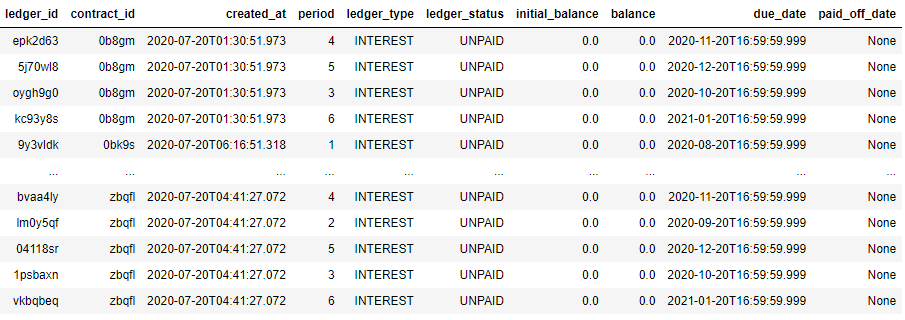 ledger_id contract_id created_at period ledger_type ledger_status initial_balance balance due_date paid_off_date
epk2d63 0b8gm 2020-07-20T01:30:51.973 4 INTEREST UNPAID 0.0 0.0 2020-11-20T16:59:59.999 None
5j70wl8 0b8gm 2020-07-20T01:30:51.973 5 INTEREST UNPAID 0.0 0.0 2020-12-20T16:59:59.999 None
oygh9g0 0b8gm 2020-07-20T01:30:51.973 3 INTEREST UNPAID 0.0 0.0 2020-10-20T16:59:59.999 None
kc93y8s 0b8gm 2020-07-20T01:30:51.973 6 INTEREST UNPAID 0.0 0.0 2021-01-20T16:59:59.999 None
9y3vldk 0bk9s 2020-07-20T06:16:51.318 1 INTEREST UNPAID 0.0 0.0 2020-08-20T16:59:59.999 None
... ... ... ... ... ... ... ... ... ...
bvaa4ly zbqfl 2020-07-20T04:41:27.072 4 INTEREST UNPAID 0.0 0.0 2020-11-20T16:59:59.999 None
lm0y5qf zbqfl 2020-07-20T04:41:27.072 2 INTEREST UNPAID 0.0 0.0 2020-09-20T16:59:59.999 None
04118sr zbqfl 2020-07-20T04:41:27.072 5 INTEREST UNPAID 0.0 0.0 2020-12-20T16:59:59.999 None
1psbaxn zbqfl 2020-07-20T04:41:27.072 3 INTEREST UNPAID 0.0 0.0 2020-10-20T16:59:59.999 None
vkbqbeq zbqfl 2020-07-20T04:41:27.072 6 INTEREST UNPAID 0.0 0.0 2021-01-20T16:59:59.999 None